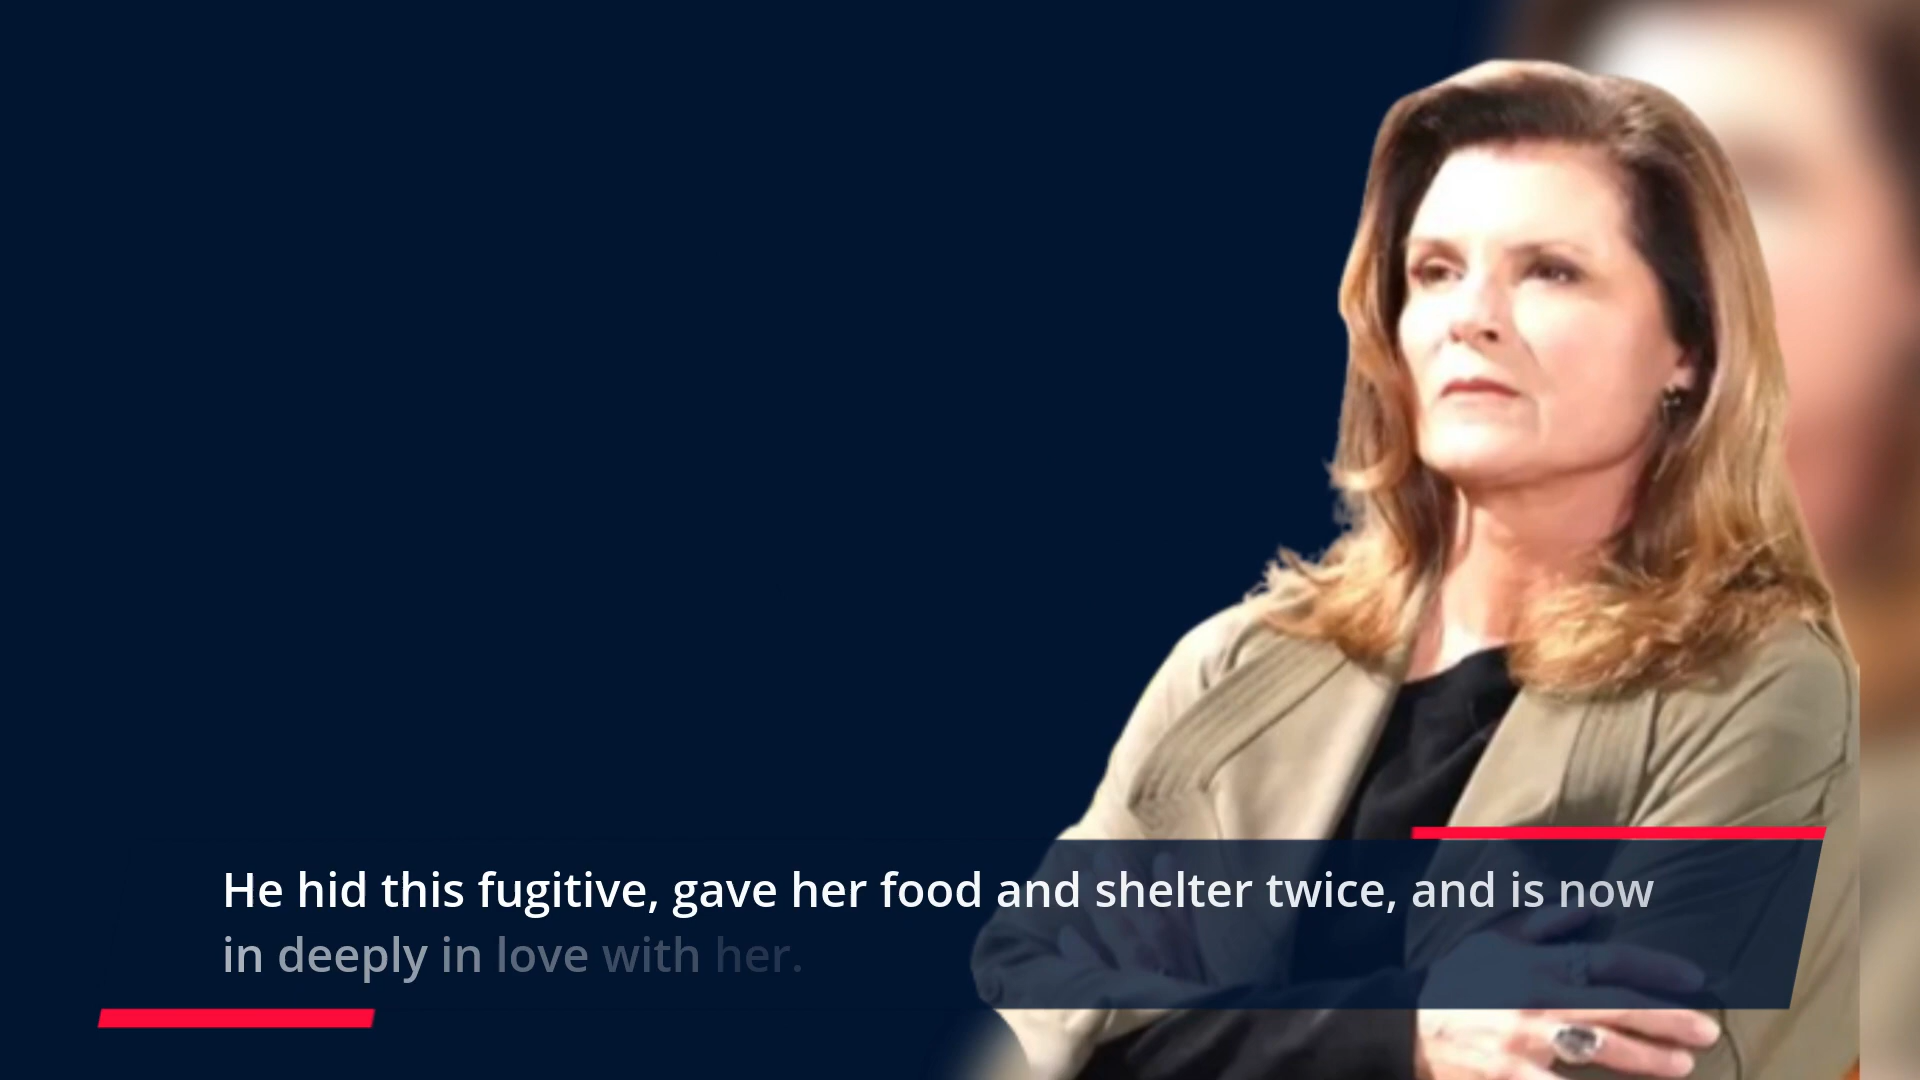 He hid this fugitive, gave her food and shelter twice, and is now
in deeply in love with her.